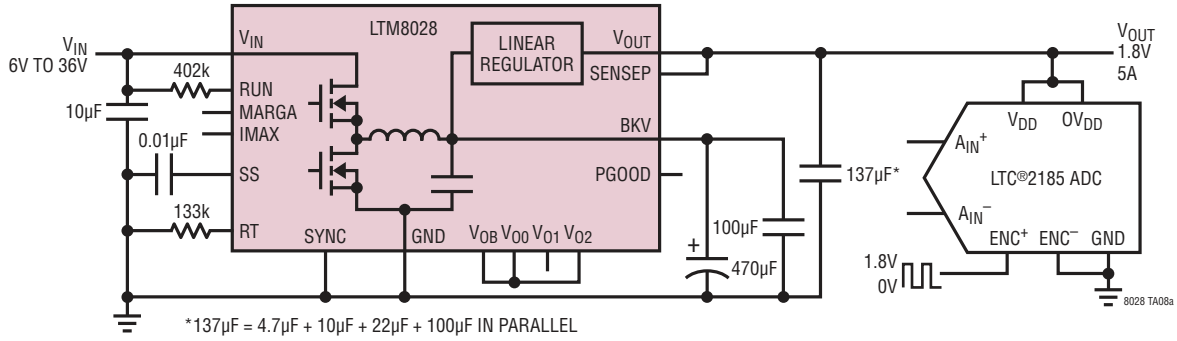 LTM8028
V_IN
6V TO 36V
V_IN
LINEAR
REGULATOR
V_OUT
SENSEP
V_OUT
1.8V
5A
402k
RUN
MARGA
IMAX
10µF
0.01µF
SS
BKV
PGOOD
133k
RT
SYNC
GND
V_OB V_O0 V_O1 V_O2
137µF*
100µF
+
470µF
V_DD OV_DD
A_IN+
LTC®2185 ADC
A_IN–
ENC+ ENC– GND
1.8V
0V
8028 TA08a
*137µF = 4.7µF + 10µF + 22µF + 100µF IN PARALLEL